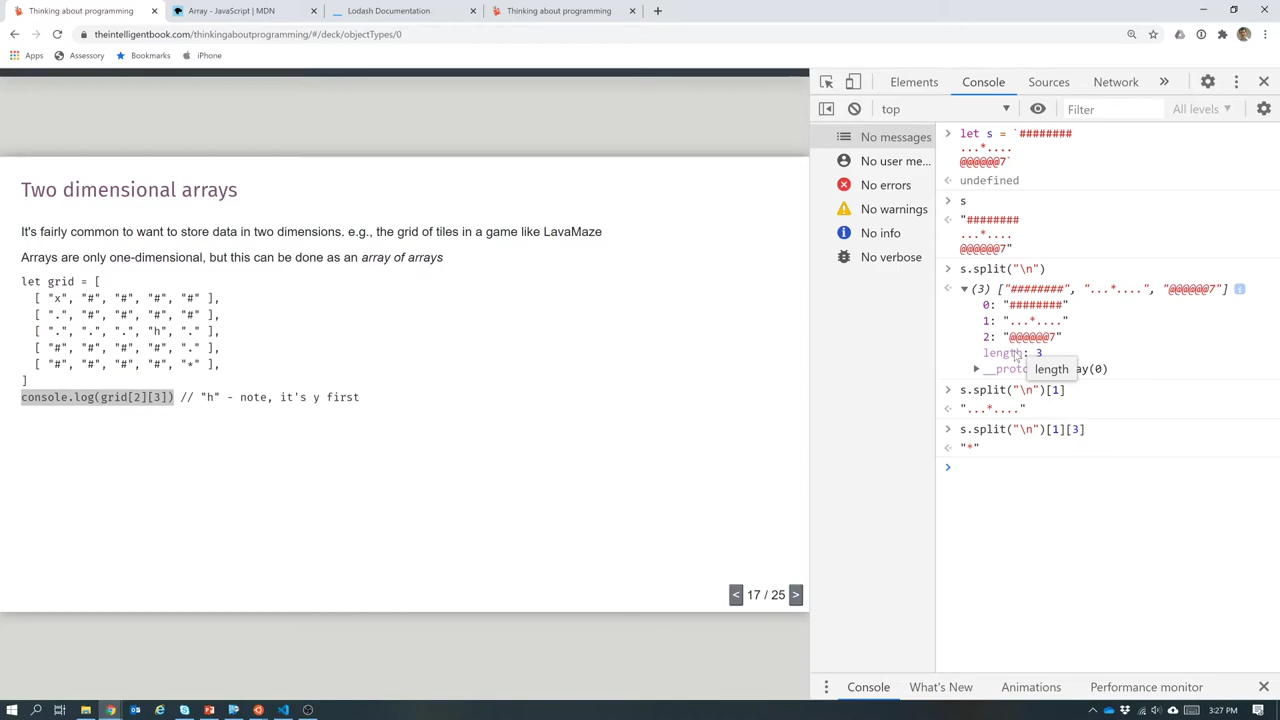 Thinking about programming
Array - JavaScript | MDN
Lodash Documentation
Thinking about programming
theintelligentbook.com/thinkingaboutprogramming/#/deck/objectTypes/0
Apps
Assessory
Bookmarks
iPhone
Two dimensional arrays
It's fairly common to want to store data in two dimensions. e.g., the grid of tiles in a game like LavaMaze
Arrays are only one-dimensional, but this can be done as an array of arrays
let grid = [
[ "x", "#", "#", "#", "#" ],
[ ".", "#", "#", "#", "#" ],
[ ".", ".", ".", "h", "." ],
[ "#", "#", "#", "#", "." ],
[ "#", "#", "#", "#", "*" ],
]
console.log(grid[2][3]) // "h" - note, it's y first
< 17 / 25 >
Elements
Console
Sources
Network
top
Filter
All levels
No messages
No user me...
No errors
No warnings
No info
No verbose
let s = `########
...*....
@@@@@@7`
undefined
s
"########
...*....
@@@@@@7"
s.split("\n")
(3) ["########", "...*....", "@@@@@@7"]
0: "########"
1: "...*...."
2: "@@@@@@7"
length: 3
length
s.split("\n")[1]
"...*...."
s.split("\n")[1][3]
"*"
Console
What's New
Animations
Performance monitor
3:27 PM